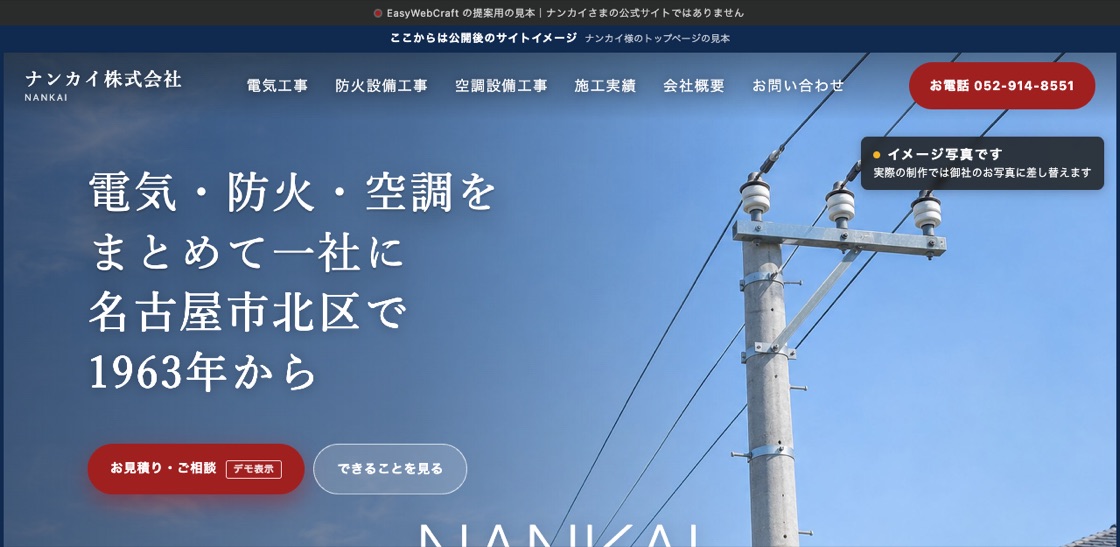 EasyWebCraft の提案用の見本｜ナンカイさまの公式サイトではありません
ここからは公開後のサイトイメージ ナンカイ様のトップページの見本
ナンカイ株式会社
NANKAI
電気工事 防火設備工事 空調設備工事 施工実績 会社概要 お問い合わせ
お電話 052-914-8551
イメージ写真です
実際の制作では御社のお写真に差し替えます
電気・防火・空調を
まとめて一社に
名古屋市北区で
1963年から
お見積り・ご相談 デモ表示
できることを見る
NANKAI